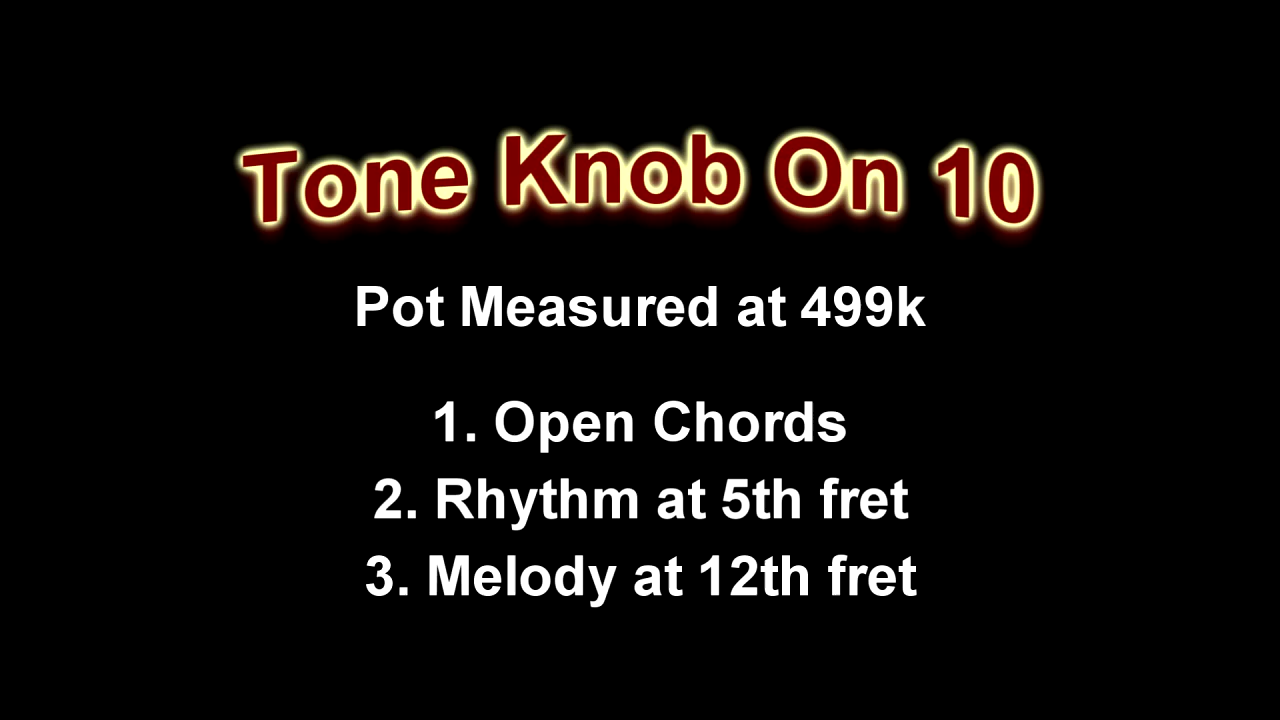 Tone Knob On 10
Pot Measured at 499k
1. Open Chords
2. Rhythm at 5th fret
3. Melody at 12th fret